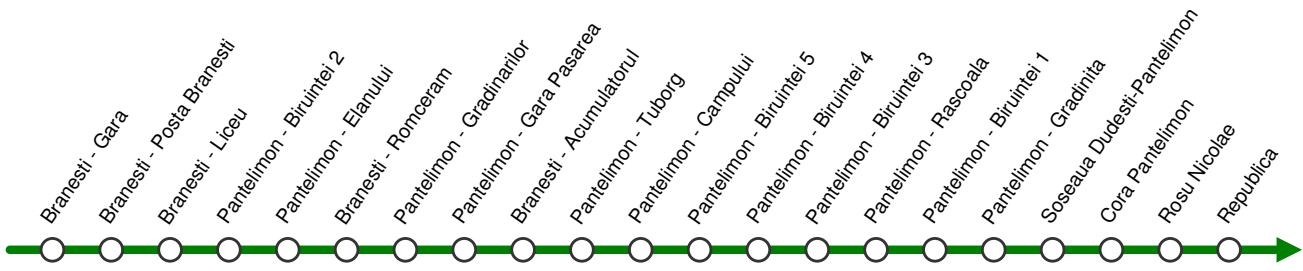 Branesti - Gara
Branesti - Posta Branesti
Branesti - Liceu
Pantelimon - Biruintei 2
Pantelimon - Elanului
Branesti - Romceram
Pantelimon - Gradinarilor
Pantelimon - Gara Pasarea
Branesti - Acumulatorul
Pantelimon - Tuborg
Pantelimon - Campului
Pantelimon - Biruintei 5
Pantelimon - Biruintei 4
Pantelimon - Biruintei 3
Pantelimon - Rascoala
Pantelimon - Biruintei 1
Pantelimon - Gradinita
Soseaua Dudesti-Pantelimon
Cora Pantelimon
Rosu Nicolae
Republica